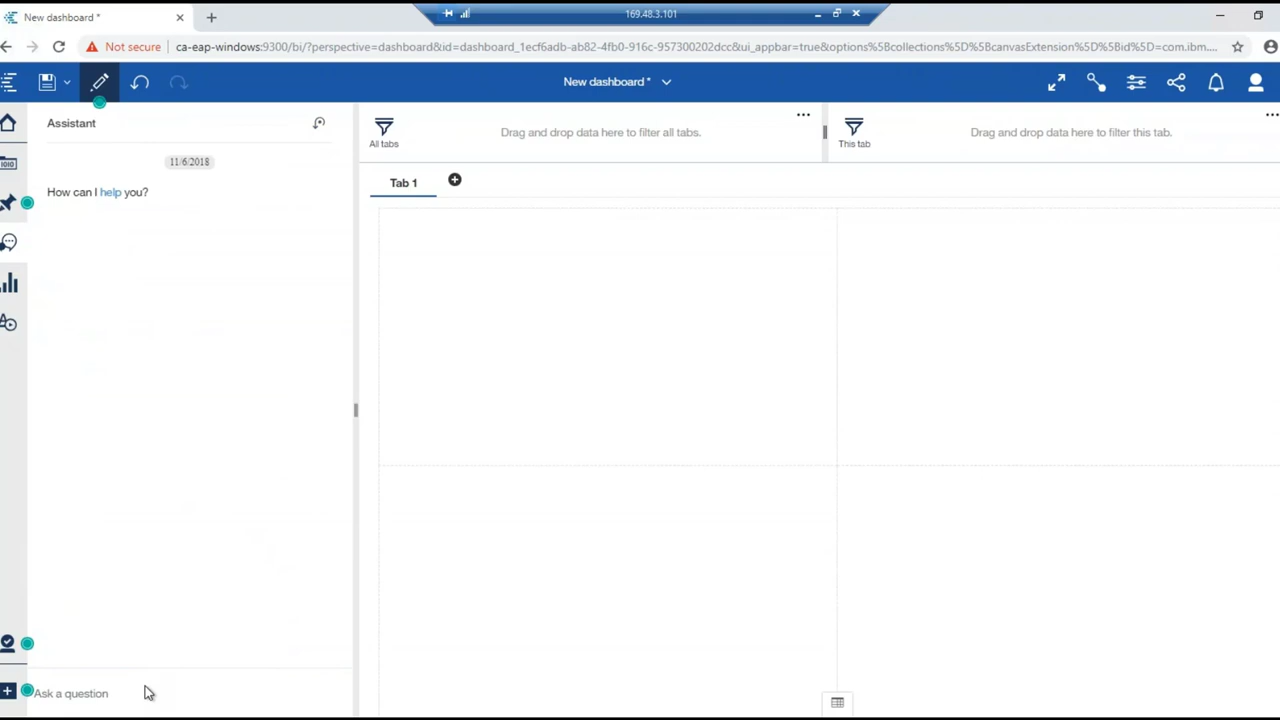 New dashboard *
169.48.3.101
Not secure
ca-eap-windows:9300/bi/?perspective=dashboard&id=dashboard_1ecf6adb-ab82-4fb0-916c-957300202dcc&ui_appbar=true&options%5Bcollections%5D%5BcanvasExtension%5D%5Bid%5D=com.ibm....
New dashboard *
Assistant
11/6/2018
How can I help you?
All tabs
Drag and drop data here to filter all tabs.
This tab
Drag and drop data here to filter this tab.
Tab 1
Ask a question